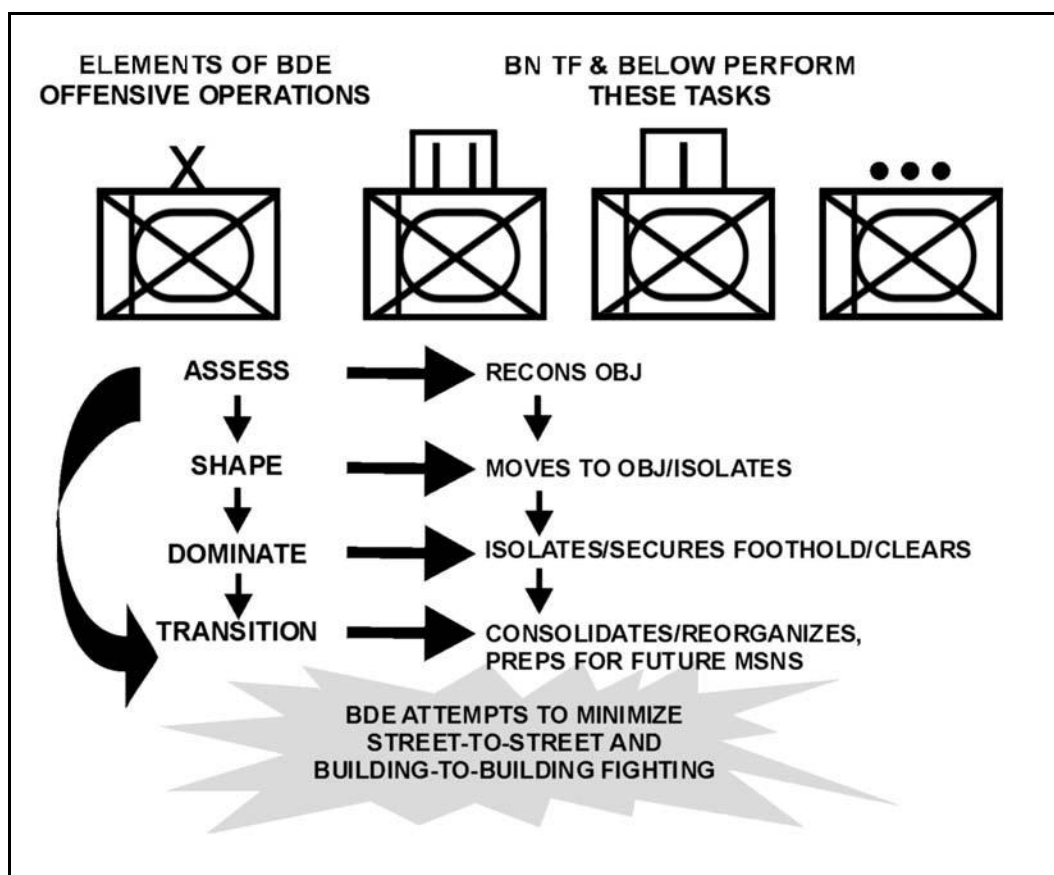 ELEMENTS OF BDE
OFFENSIVE OPERATIONS
BN TF & BELOW PERFORM
THESE TASKS
X
ASSESS
RECONS OBJ
SHAPE
MOVES TO OBJ/ISOLATES
DOMINATE
ISOLATES/SECURES FOOTHOLD/CLEARS
TRANSITION
CONSOLIDATES/REORGANIZES,
PREPS FOR FUTURE MSNS
BDE ATTEMPTS TO MINIMIZE
STREET-TO-STREET AND
BUILDING-TO-BUILDING FIGHTING